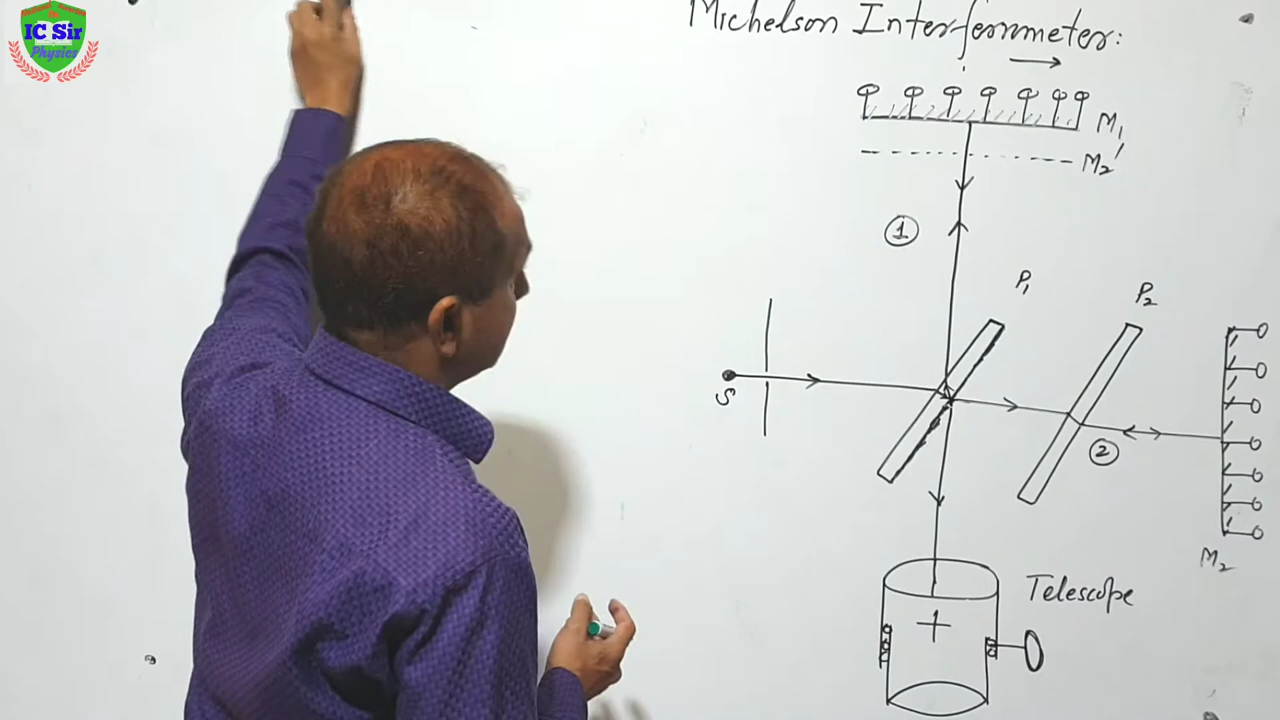 IC Sir
Physics
Michelson Interferometer:
M₁
M₂′
1
P₁
P₂
S
2
M₂
Telescope